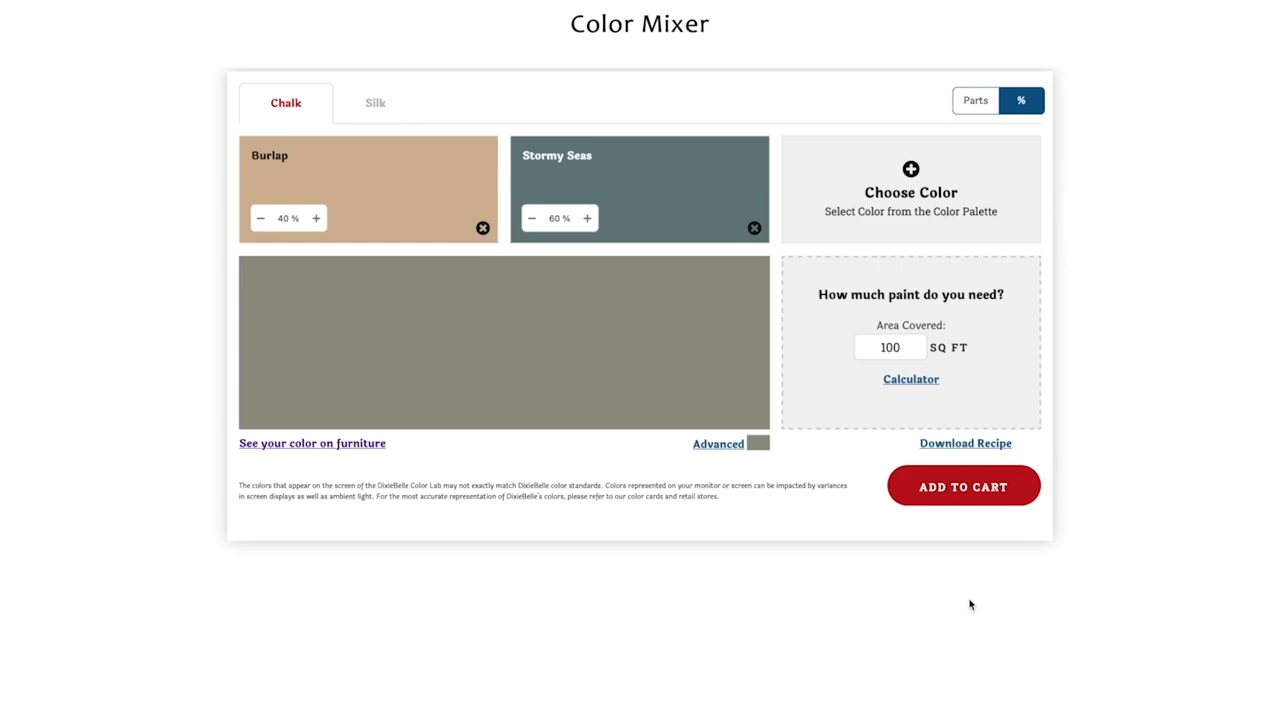 Color Mixer
Chalk
Silk
Parts
%
Burlap
40 %
Stormy Seas
60 %
Choose Color
Select Color from the Color Palette
How much paint do you need?
Area Covered:
100 SQ FT
Calculator
See your color on furniture
Advanced
Download Recipe
The colors that appear on the screen of the DixieBelle Color Lab may not exactly match DixieBelle color standards. Colors represented on your monitor or screen can be impacted by variances
in screen displays as well as ambient light. For the most accurate representation of DixieBelle's colors, please refer to our color cards and retail stores.
ADD TO CART